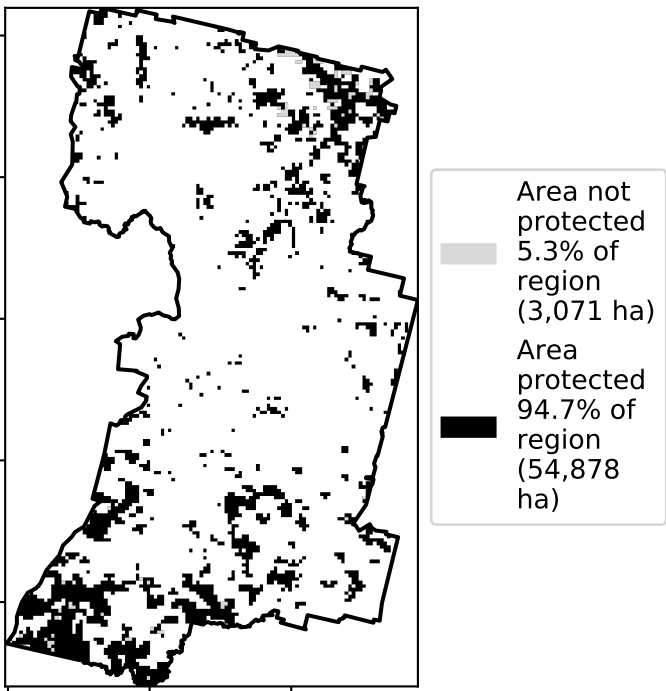 Area not
protected
5.3% of
region
(3,071 ha)
Area
protected
94.7% of
region
(54,878
ha)